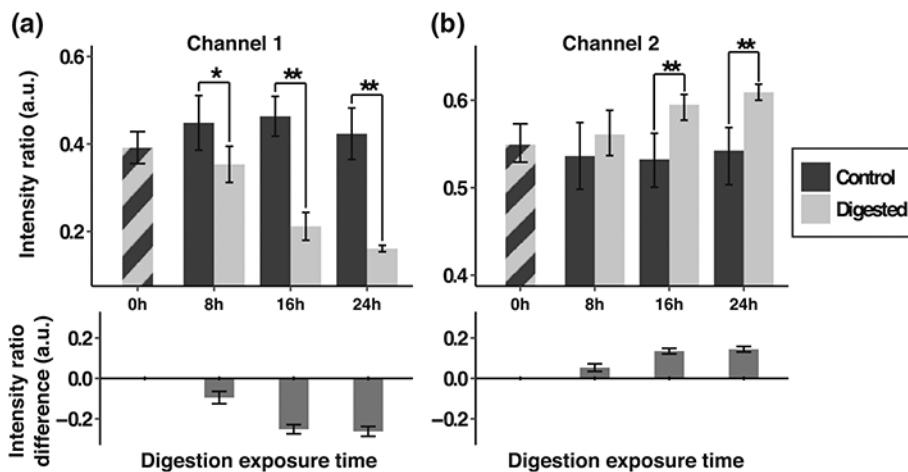 (a)
Channel 1
Intensity ratio (a.u.)
0.6
0.4
0.2
*
**
**
0h
8h
16h
24h
Intensity ratio
difference (a.u.)
0.2
0.0
−0.2
Digestion exposure time
(b)
Channel 2
0.6
0.5
0.4
**
**
0h
8h
16h
24h
0.2
0.0
−0.2
Digestion exposure time
Control
Digested